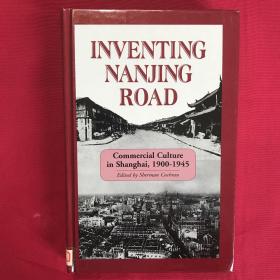 INVENTING
NANJING
ROAD
Commercial Culture
in Shanghai, 1900-1945
Edited by Sherman Cochran